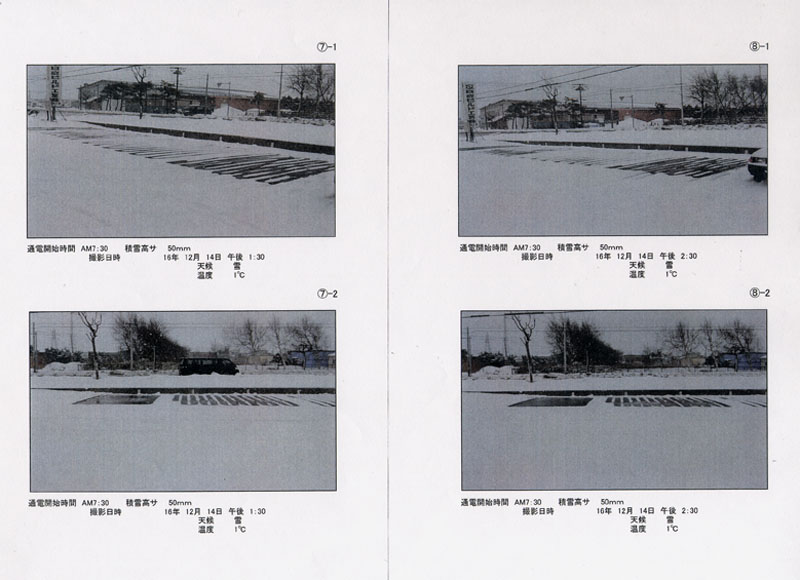 ⑦-1
通電開始時間 AM7:30 積雪高サ 50mm
撮影日時 16年 12月 14日 午後 1:30
天候 雪
温度 1℃
⑦-2
通電開始時間 AM7:30 積雪高サ 50mm
撮影日時 16年 12月 14日 午後 1:30
天候 雪
温度 1℃
⑧-1
通電開始時間 AM7:30 積雪高サ 50mm
撮影日時 16年 12月 14日 午後 2:30
天候 雪
温度 1℃
⑧-2
通電開始時間 AM7:30 積雪高サ 50mm
撮影日時 16年 12月 14日 午後 2:30
天候 雪
温度 1℃